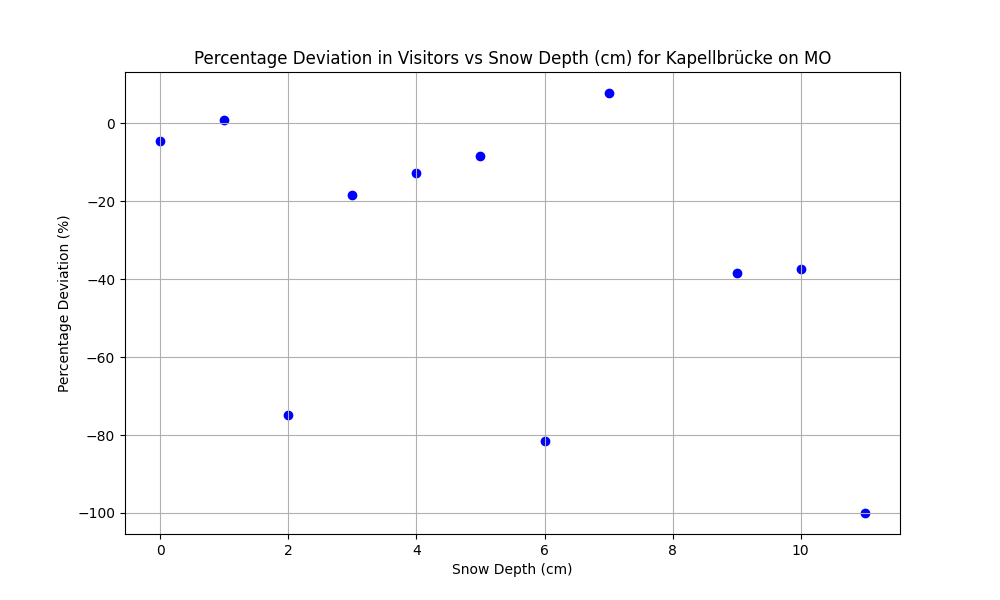 Percentage Deviation in Visitors vs Snow Depth (cm) for Kapellbrücke on MO
Percentage Deviation (%)
0
−20
−40
−60
−80
−100
0 2 4 6 8 10
Snow Depth (cm)